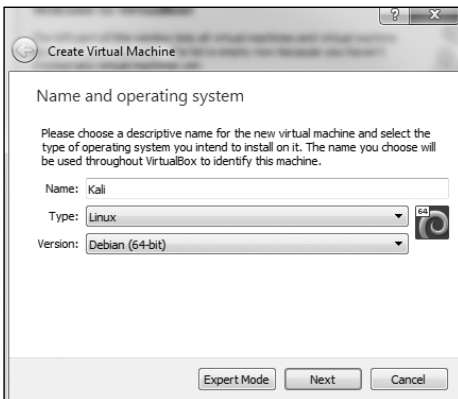 ?
X
Create Virtual Machine
Name and operating system
Please choose a descriptive name for the new virtual machine and select the
type of operating system you intend to install on it. The name you choose will
be used throughout VirtualBox to identify this machine.
Name: Kali
Type: Linux
64
Version: Debian (64-bit)
Expert Mode
Next
Cancel